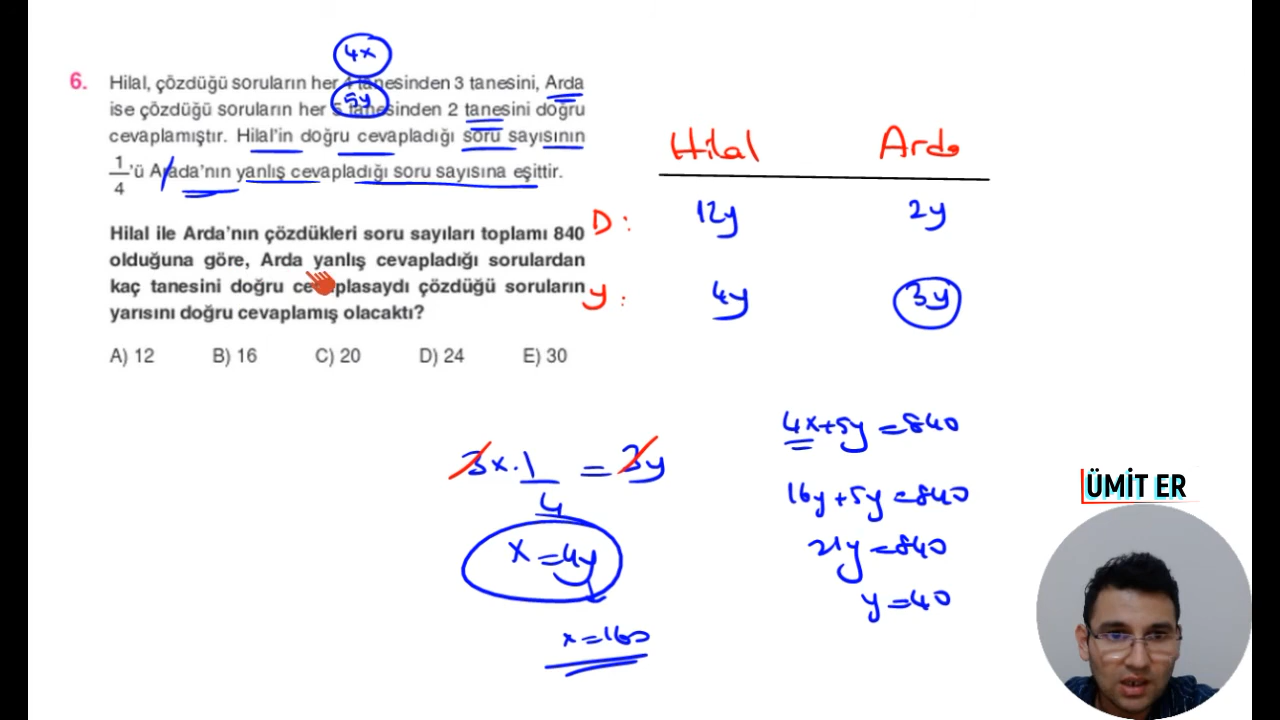 4x
6. Hilal, çözdüğü soruların her 4 tanesinden 3 tanesini, Arda
5y
ise çözdüğü soruların her 5 tanesinden 2 tanesini doğru
cevaplamıştır. Hilal'in doğru cevapladığı soru sayısının
1/4'ü Arada'nın yanlış cevapladığı soru sayısına eşittir.
Hilal ile Arda'nın çözdükleri soru sayıları toplamı 840
olduğuna göre, Arda yanlış cevapladığı sorulardan
kaç tanesini doğru cevaplasaydı çözdüğü soruların
yarısını doğru cevaplamış olacaktı?
A) 12 B) 16 C) 20 D) 24 E) 30
Hilal Arda
D: 12y 2y
Y: 4y 3y
3x.1/4 = 3y
x=4y
x=160
4x+5y=840
16y+5y=840
21y=840
y=40
ÜMİT ER